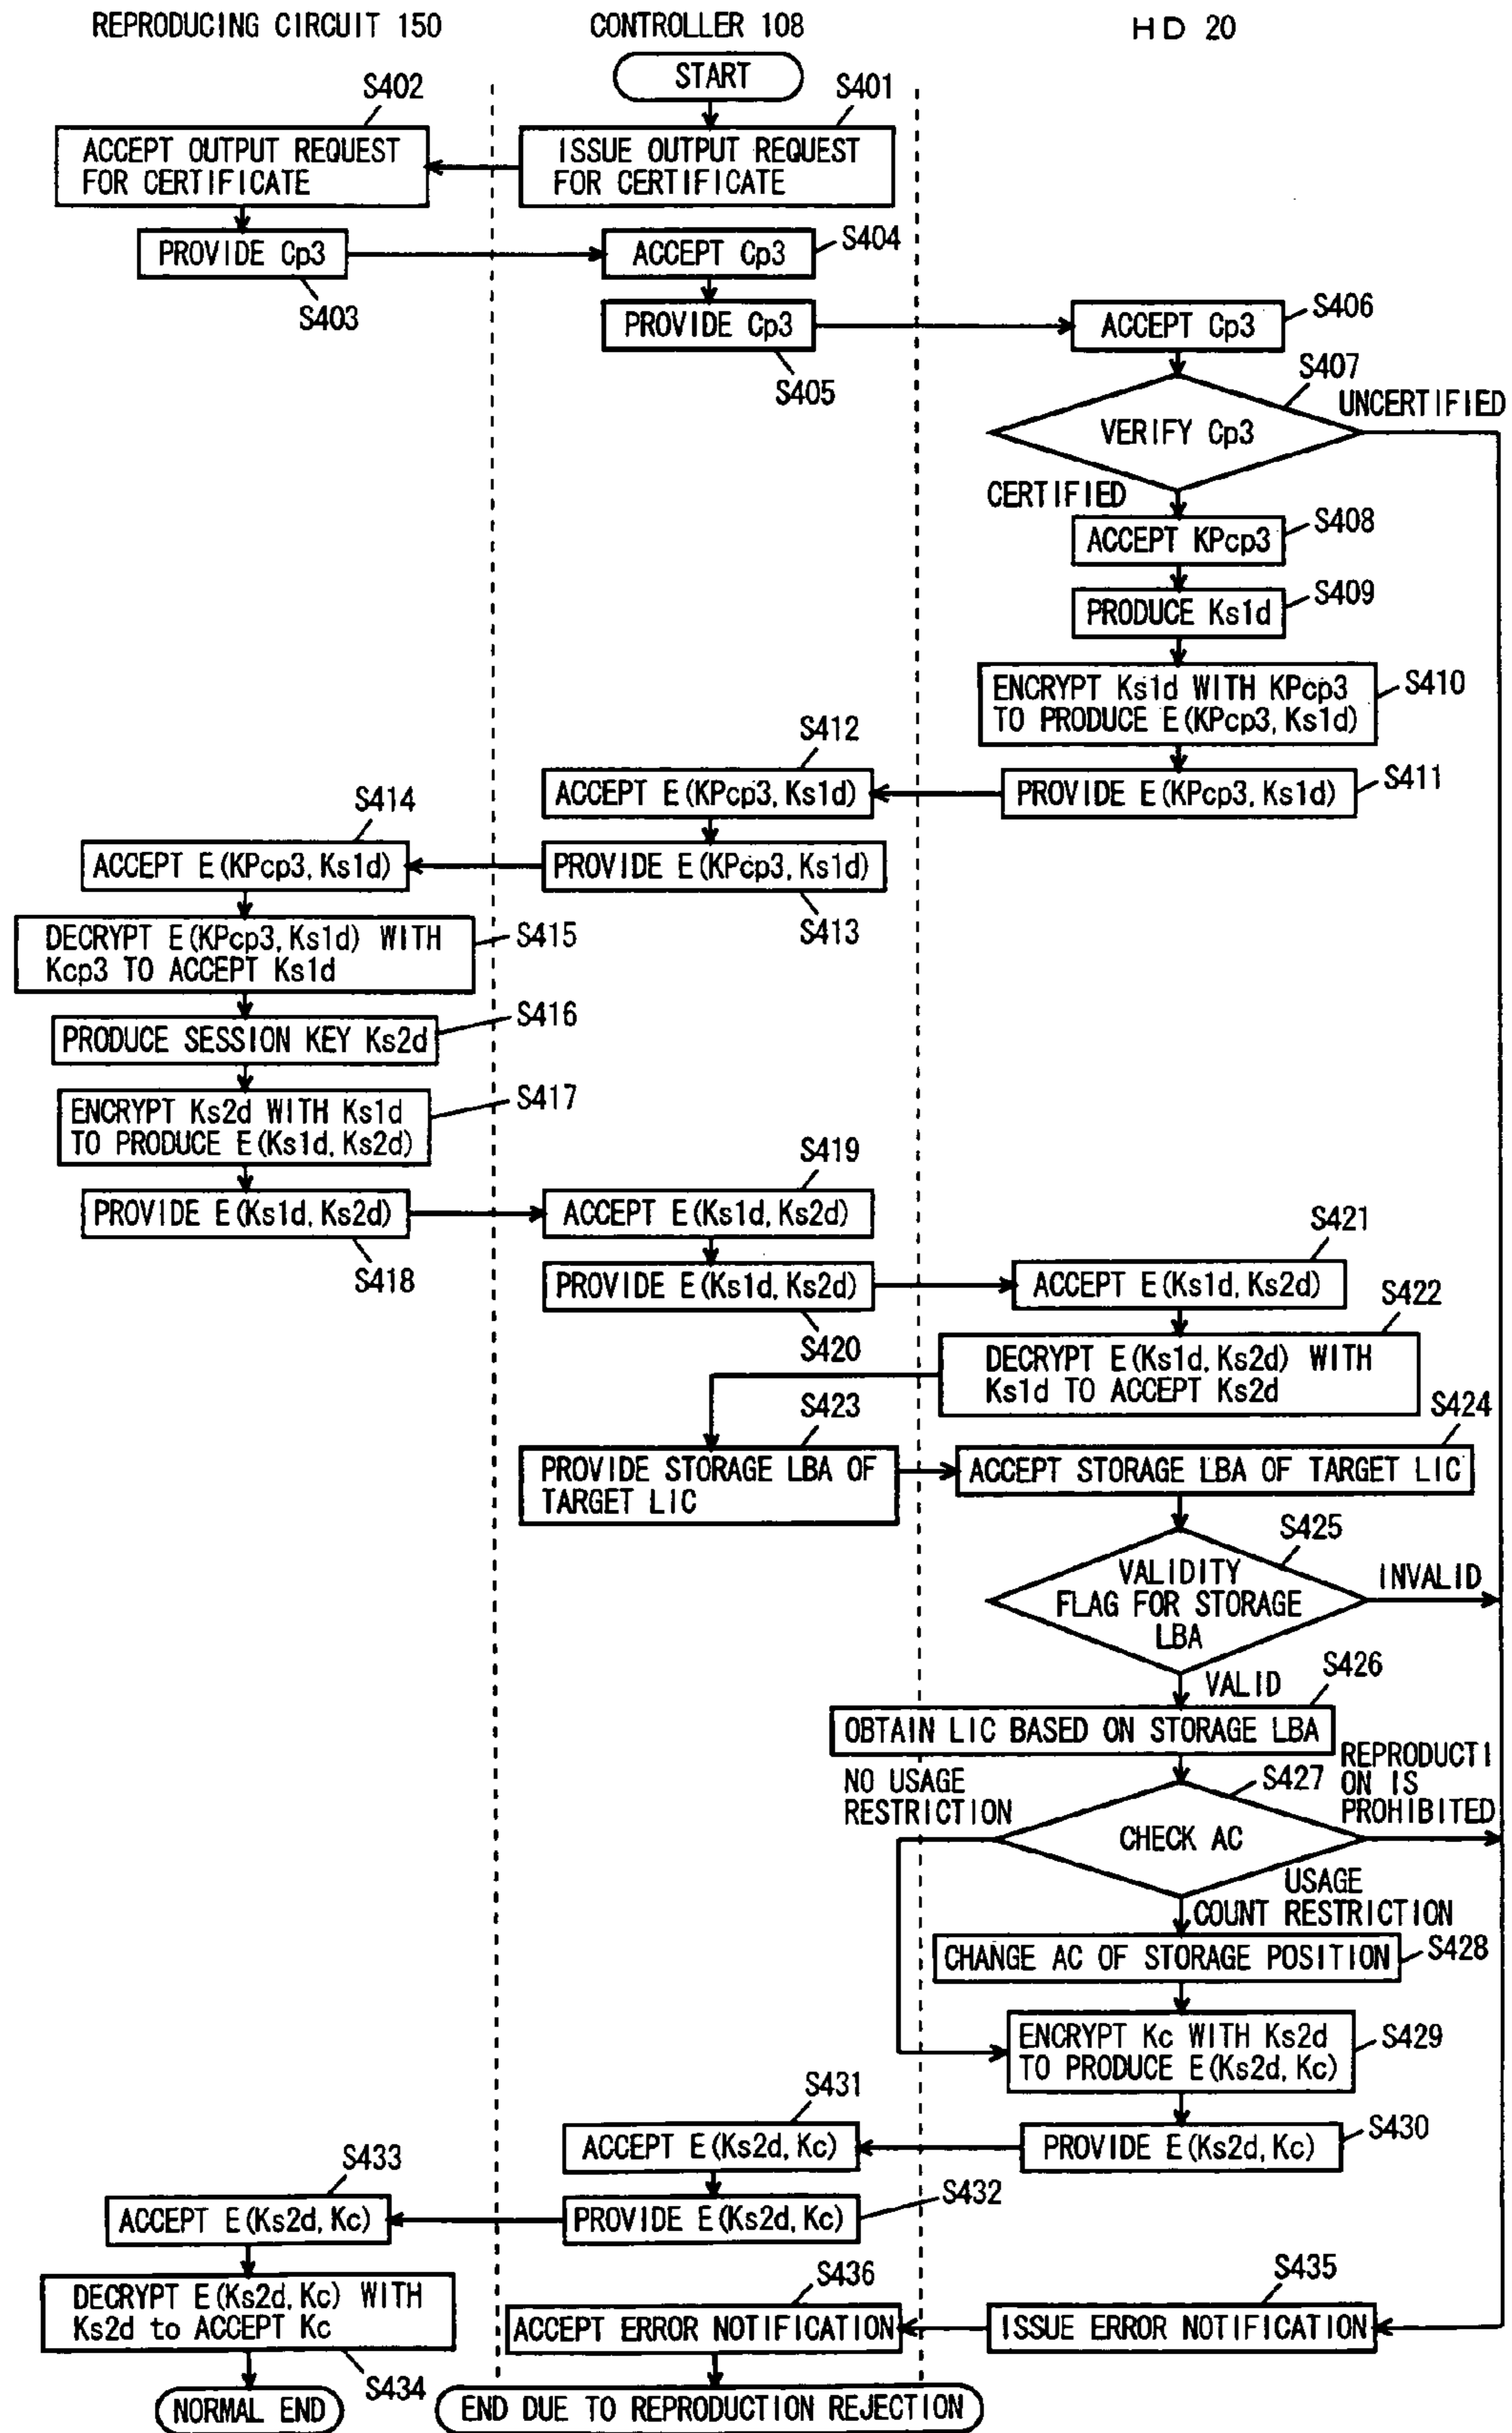 REPRODUCING CIRCUIT 150
CONTROLLER 108
HD 20
START
S402
S401
ACCEPT OUTPUT REQUEST
FOR CERTIFICATE
ISSUE OUTPUT REQUEST
FOR CERTIFICATE
PROVIDE Cp3
S403
ACCEPT Cp3
S404
PROVIDE Cp3
S405
ACCEPT Cp3
S406
S407
VERIFY Cp3
UNCERTIFIED
CERTIFIED
ACCEPT KPcp3
S408
PRODUCE Ks1d
S409
ENCRYPT Ks1d WITH KPcp3
TO PRODUCE E(KPcp3, Ks1d)
S410
S412
ACCEPT E(KPcp3, Ks1d)
PROVIDE E(KPcp3, Ks1d)
S411
S414
ACCEPT E(KPcp3, Ks1d)
PROVIDE E(KPcp3, Ks1d)
S413
DECRYPT E(KPcp3, Ks1d) WITH
Kcp3 TO ACCEPT Ks1d
S415
PRODUCE SESSION KEY Ks2d
S416
ENCRYPT Ks2d WITH Ks1d
TO PRODUCE E(Ks1d, Ks2d)
S417
S419
PROVIDE E(Ks1d, Ks2d)
S418
ACCEPT E(Ks1d, Ks2d)
PROVIDE E(Ks1d, Ks2d)
S420
S421
ACCEPT E(Ks1d, Ks2d)
S422
DECRYPT E(Ks1d, Ks2d) WITH
Ks1d TO ACCEPT Ks2d
S423
PROVIDE STORAGE LBA OF
TARGET LIC
S424
ACCEPT STORAGE LBA OF TARGET LIC
S425
VALIDITY
FLAG FOR STORAGE
LBA
INVALID
VALID
S426
OBTAIN LIC BASED ON STORAGE LBA
NO USAGE
RESTRICTION
S427
REPRODUCTI
ON IS
PROHIBITED
CHECK AC
USAGE
COUNT RESTRICTION
CHANGE AC OF STORAGE POSITION
S428
ENCRYPT Kc WITH Ks2d
TO PRODUCE E(Ks2d, Kc)
S429
S431
ACCEPT E(Ks2d, Kc)
PROVIDE E(Ks2d, Kc)
S430
S433
ACCEPT E(Ks2d, Kc)
PROVIDE E(Ks2d, Kc)
S432
DECRYPT E(Ks2d, Kc) WITH
Ks2d to ACCEPT Kc
S434
S436
ACCEPT ERROR NOTIFICATION
S435
ISSUE ERROR NOTIFICATION
NORMAL END
END DUE TO REPRODUCTION REJECTION